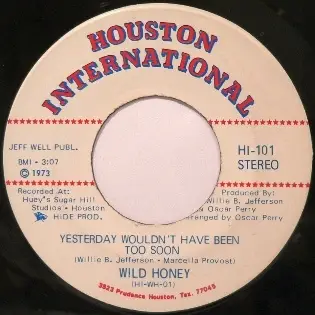 HOUSTON
INTERNATIONAL
JEFF WELL PUBL.
BMI - 3:07
© 1973
HI-101
STEREO
Recorded At:
Huey's Sugar Hill
Studios - Houston
HIDE PROD.
Produced By:
Willie B. Jefferson
& Oscar Perry
Arranged by Oscar Perry
YESTERDAY WOULDN'T HAVE BEEN
TOO SOON
(Willie B. Jefferson - Marcella Provost)
WILD HONEY
(HI-WH-01)
3823 Prudence Houston, Tex. 77045